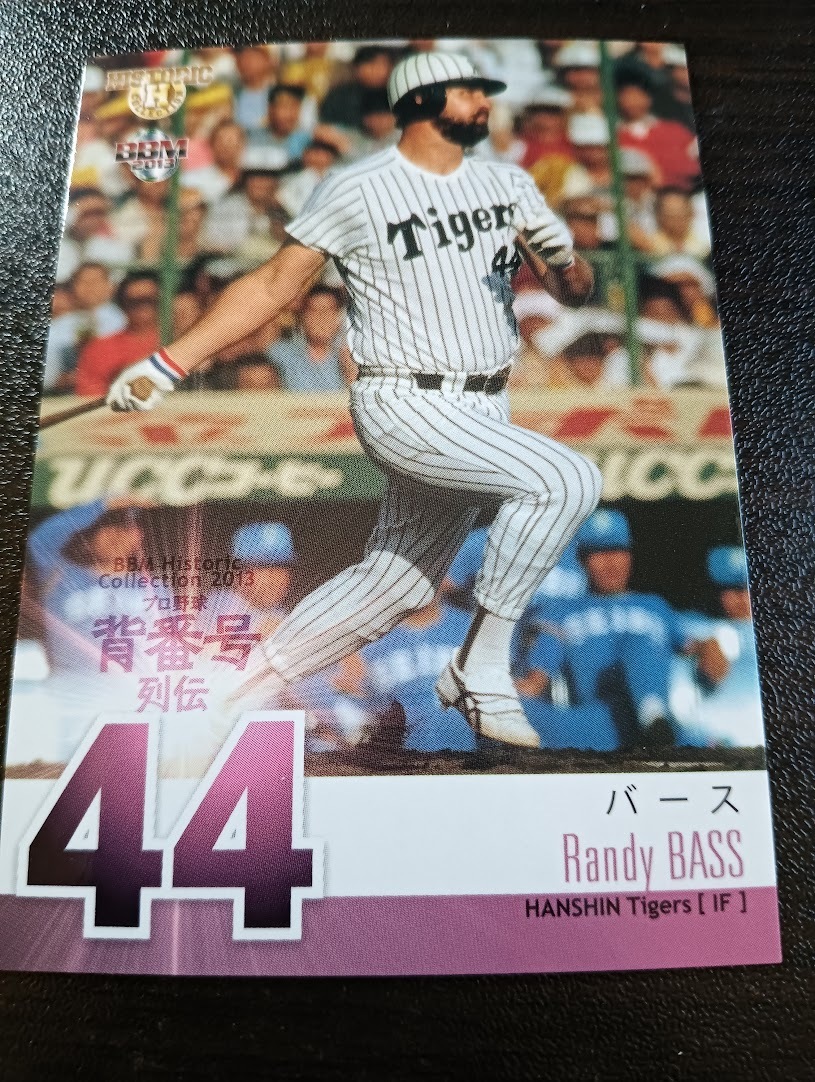 HISTORIC
H
BBM
2013
Tigers
44
UCCコーヒー
UCC
BBM Historic
Collection 2013
プロ野球
背番号
列伝
44
バース
Randy BASS
HANSHIN Tigers [ IF ]